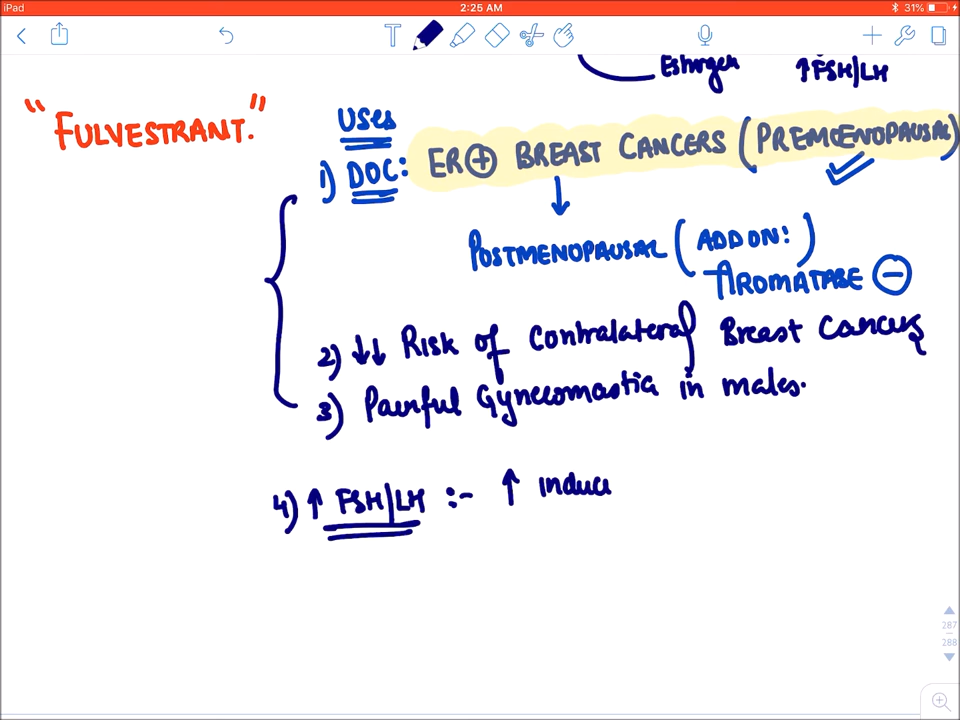 iPad
2:25 AM
31%
T
Estrogen ↑FSH/LH
"FULVESTRANT."
USes
1) DOC: ER⊕ BREAST CANCERS (PREMENOPAUSAL)
↓
POSTMENOPAUSAL (ADD ON:)
AROMATASE ⊖
2) ↓↓ Risk of Contralateral Breast Cancers
3) Painful Gynecomastia in males.
4) ↑ FSH/LH :- ↑ induce
287
288